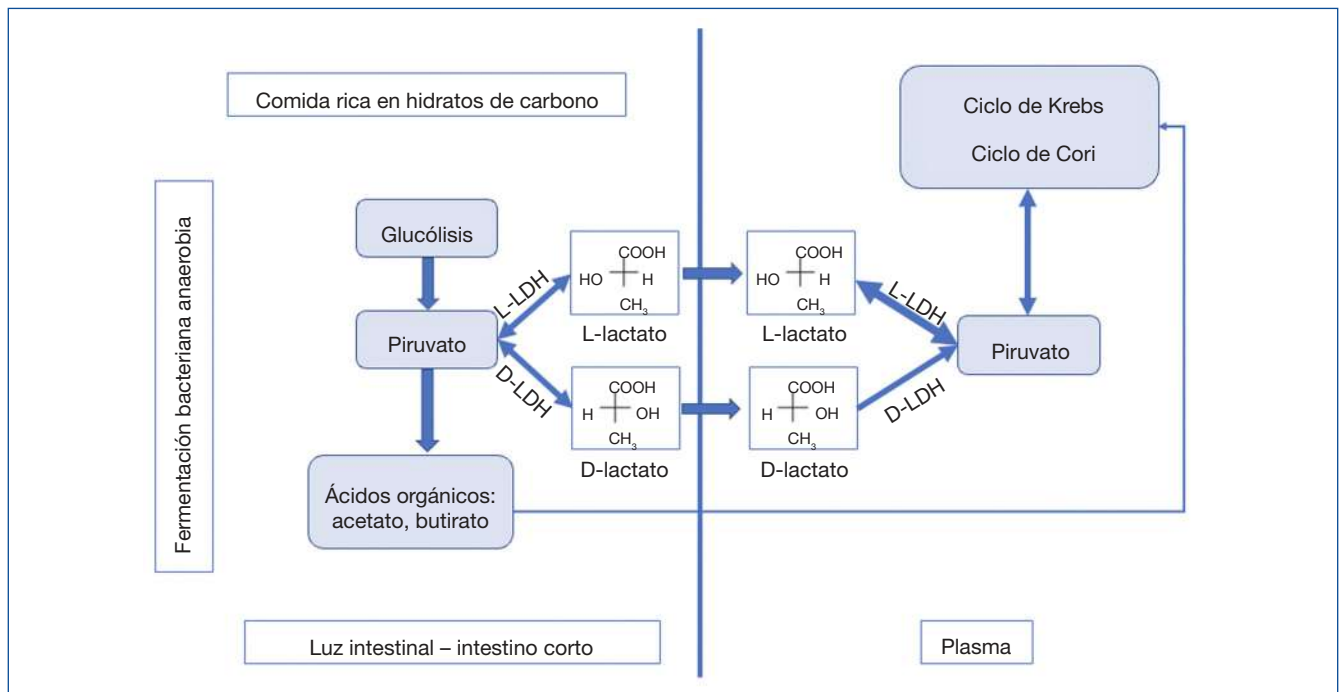 Comida rica en hidratos de carbono
Fermentación bacteriana anaerobia
Glucólisis
Piruvato
Ácidos orgánicos:
acetato, butirato
L-LDH
D-LDH
COOH
HO
H
CH₃
L-lactato
COOH
H
OH
CH₃
D-lactato
Luz intestinal – intestino corto
COOH
HO
H
CH₃
L-lactato
COOH
H
OH
CH₃
D-lactato
L-LDH
D-LDH
Ciclo de Krebs
Ciclo de Cori
Piruvato
Plasma